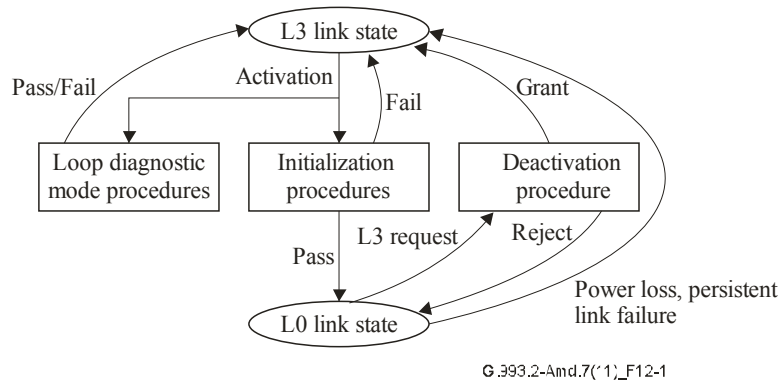 L3 link state
Activation
Pass/Fail
Fail
Grant
Loop diagnostic
mode procedures
Initialization
procedures
Deactivation
procedure
L3 request
Reject
Pass
Power loss, persistent
link failure
L0 link state
G.993.2-Amd.7(11)_F12-1